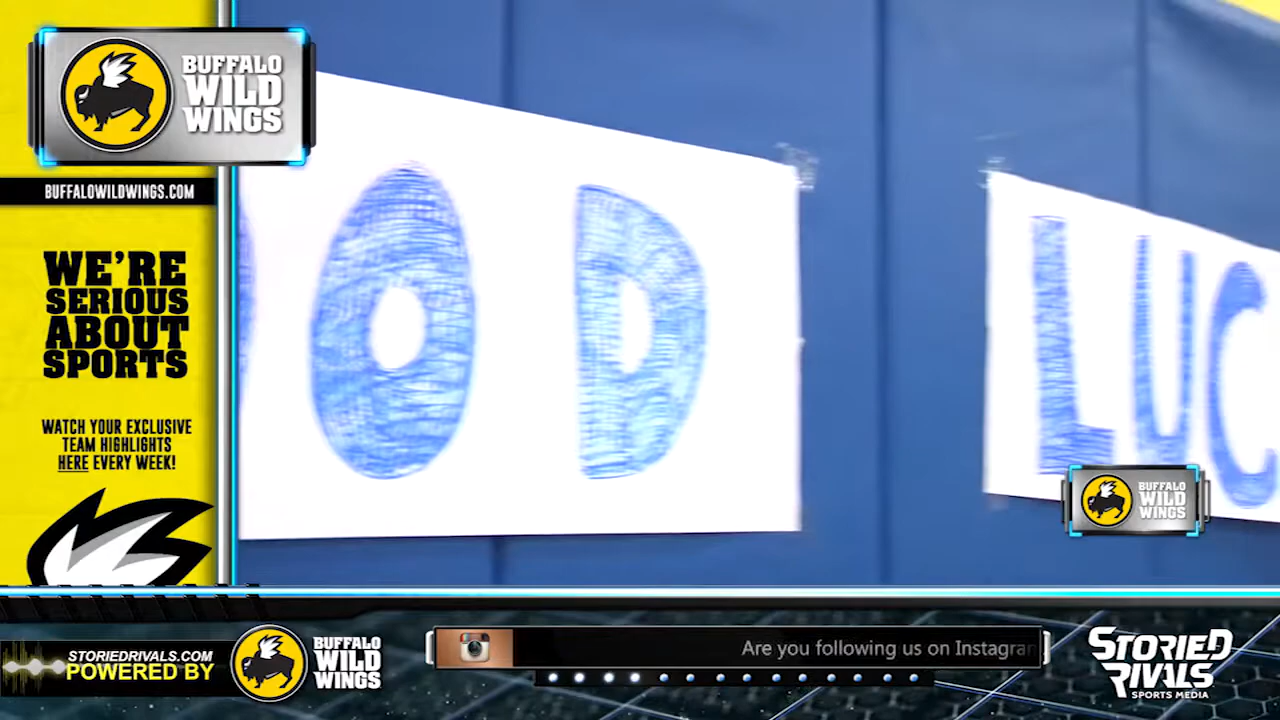 BUFFALO
WILD
WINGS
BUFFALOWILDWINGS.COM
WE'RE
SERIOUS
ABOUT
SPORTS
WATCH YOUR EXCLUSIVE
TEAM HIGHLIGHTS
HERE EVERY WEEK!
OD
LUC
BUFFALO
WILD
WINGS
STORIEDRIVALS.COM
POWERED BY
BUFFALO
WILD
WINGS
Are you following us on Instagram
STORIED
RIVALS
SPORTS MEDIA